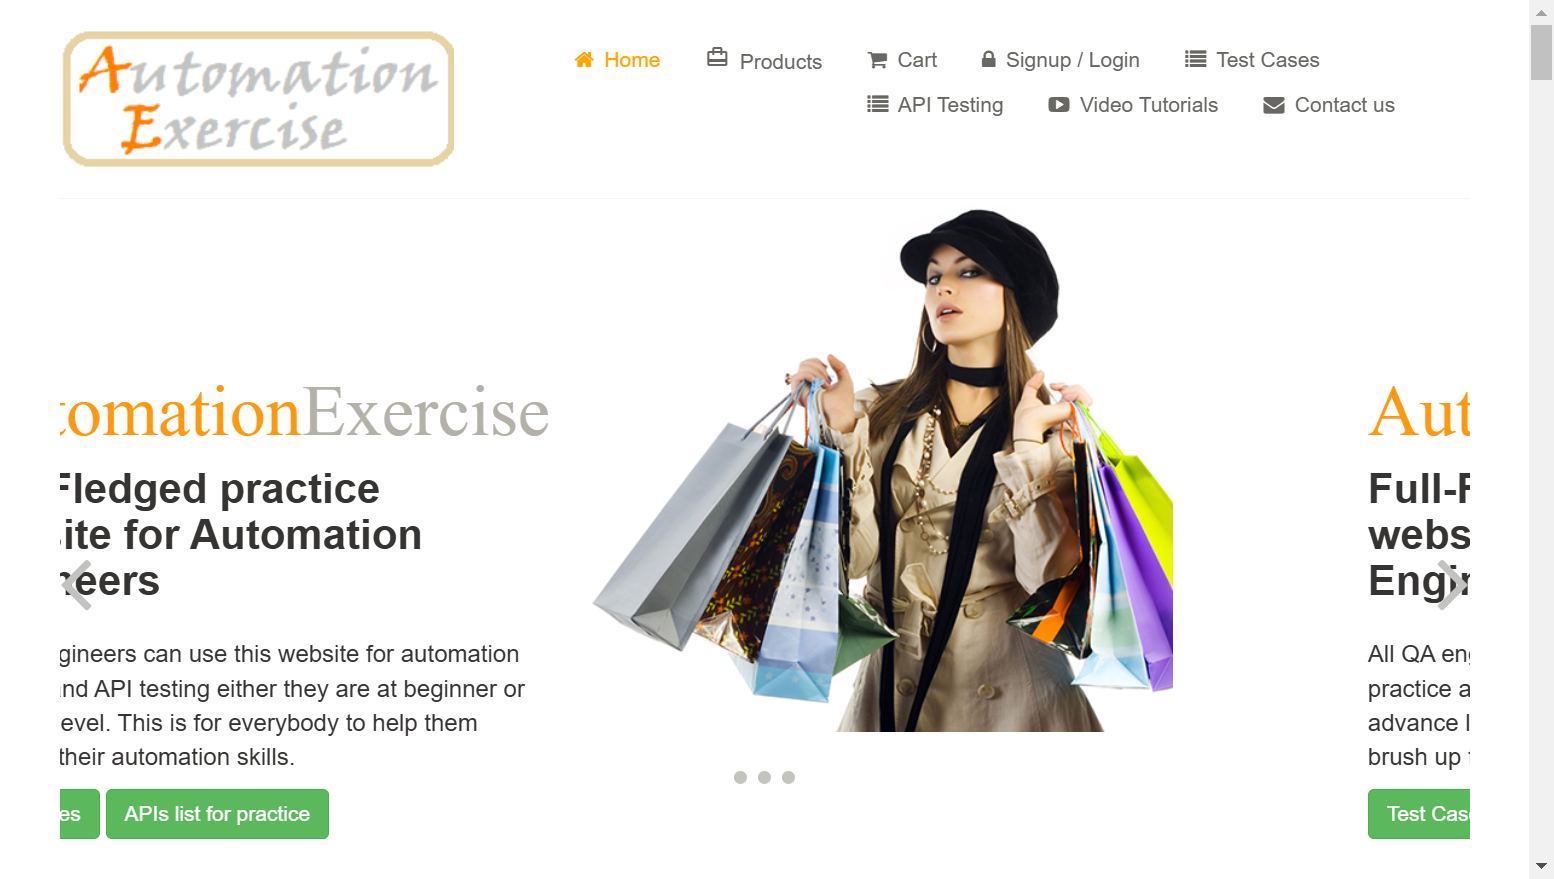 Automation
Exercise
Home
Products
Cart
Signup / Login
Test Cases
API Testing
Video Tutorials
Contact us
tomationExercise
Fledged practice
site for Automation
neers
gineers can use this website for automation
nd API testing either they are at beginner or
evel. This is for everybody to help them
their automation skills.
es
APIs list for practice
Aut
Full-F
webs
Engin
All QA eng
practice a
advance l
brush up
Test Cas